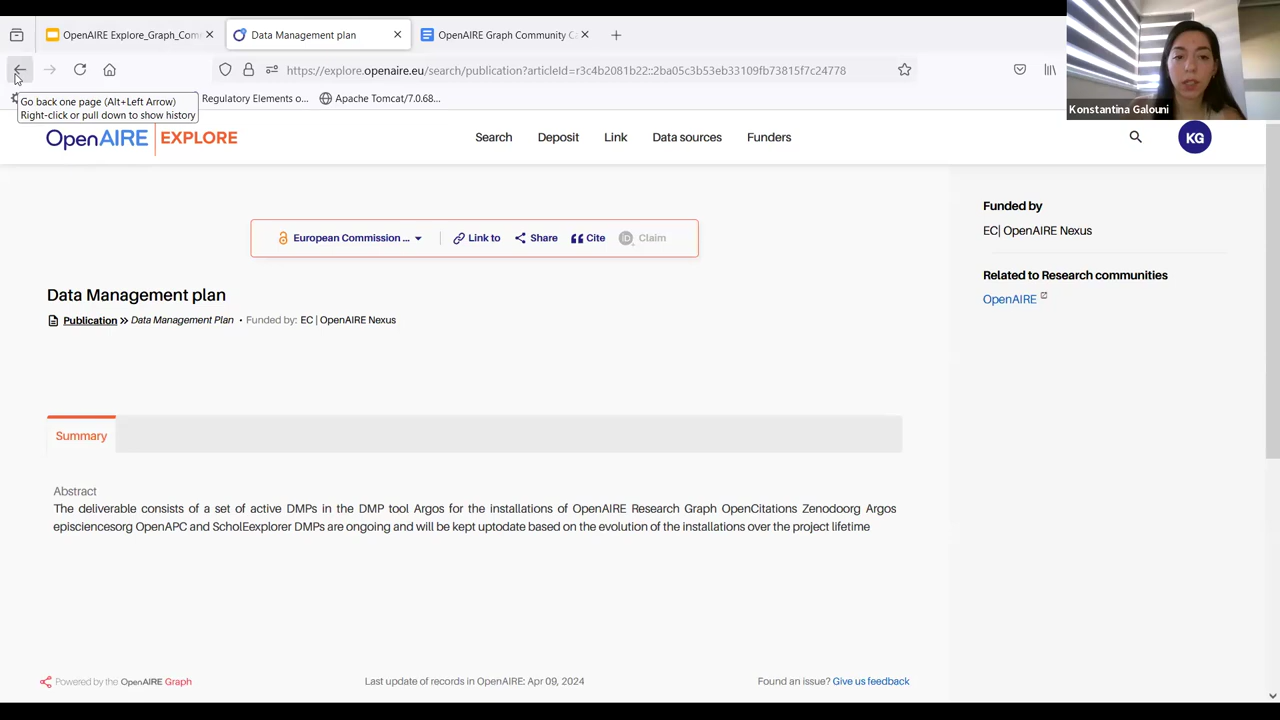 OpenAIRE Explore_Graph_Com
Data Management plan
OpenAIRE Graph Community C
https://explore.openaire.eu/search/publication?articleId=r3c4b2081b22::2ba05c3b53eb33109fb73815f7c24778
Go back one page (Alt+Left Arrow)
Right-click or pull down to show history
Regulatory Elements o...
Apache Tomcat/7.0.68...
Konstantina Galouni
OpenAIRE EXPLORE
Search
Deposit
Link
Data sources
Funders
KG
European Commission ...
Link to
Share
Cite
iD
Claim
Data Management plan
Publication » Data Management Plan • Funded by: EC | OpenAIRE Nexus
Summary
Abstract
The deliverable consists of a set of active DMPs in the DMP tool Argos for the installations of OpenAIRE Research Graph OpenCitations Zenodoorg Argos
episciencesorg OpenAPC and ScholEexplorer DMPs are ongoing and will be kept uptodate based on the evolution of the installations over the project lifetime
Funded by
EC| OpenAIRE Nexus
Related to Research communities
OpenAIRE
Powered by the OpenAIRE Graph
Last update of records in OpenAIRE: Apr 09, 2024
Found an issue? Give us feedback